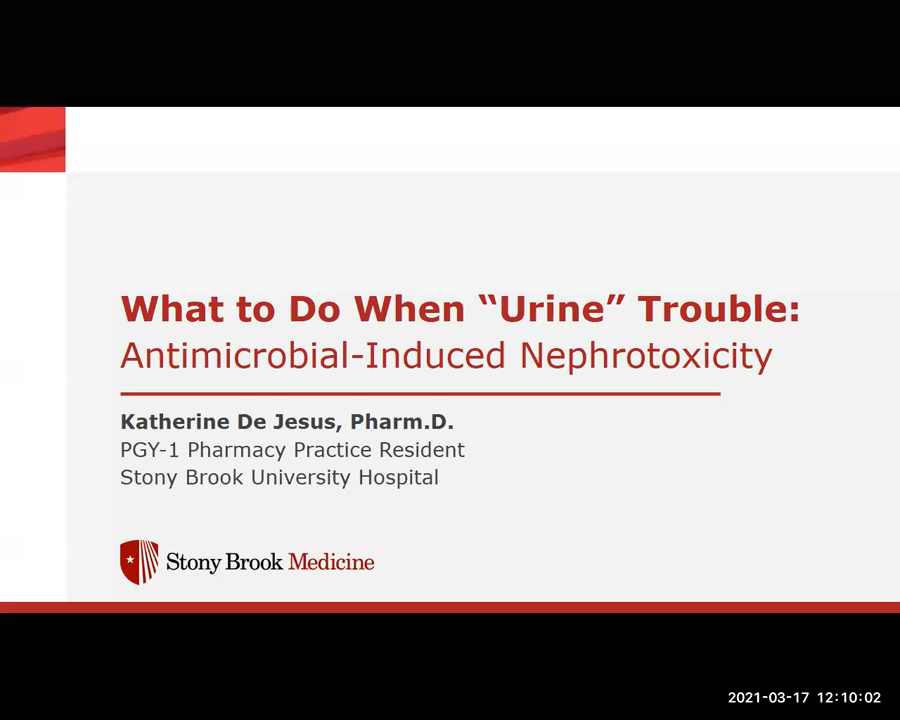 What to Do When “Urine” Trouble:
Antimicrobial-Induced Nephrotoxicity
Katherine De Jesus, Pharm.D.
PGY-1 Pharmacy Practice Resident
Stony Brook University Hospital
Stony Brook Medicine
2021-03-17 12:10:02